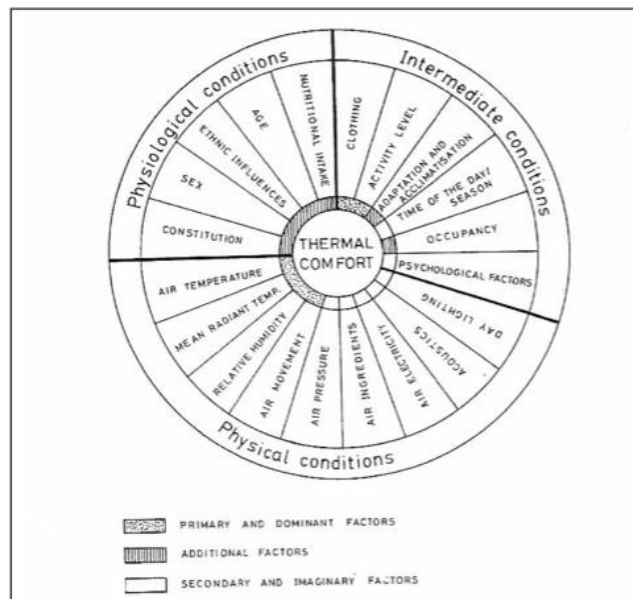 Physiological conditions
Intermediate conditions
Physical conditions
CONSTITUTION
SEX
ETHNIC INFLUENCES
AGE
NUTRITIONAL INTAKE
CLOTHING
ACTIVITY LEVEL
ADAPTATION AND
ACCLIMATISATION
TIME OF THE DAY/
SEASON
OCCUPANCY
PSYCHOLOGICAL FACTORS
DAY LIGHTING
ACOUSTICS
AIR ELECTRICITY
AIR INGREDIENTS
AIR PRESSURE
AIR MOVEMENT
RELATIVE HUMIDITY
MEAN RADIANT TEMP.
AIR TEMPERATURE
THERMAL
COMFORT
PRIMARY AND DOMINANT FACTORS
ADDITIONAL FACTORS
SECONDARY AND IMAGINARY FACTORS